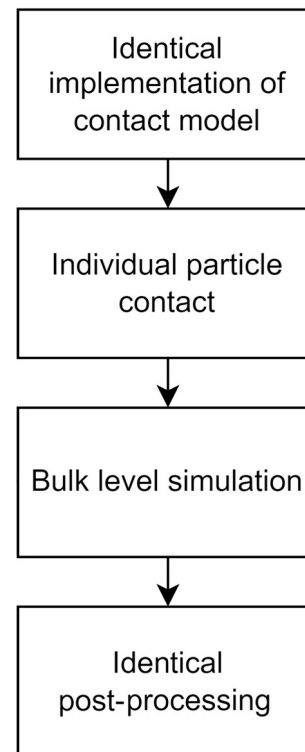 Identical
implementation of
contact model
Individual particle
contact
Bulk level simulation
Identical
post-processing